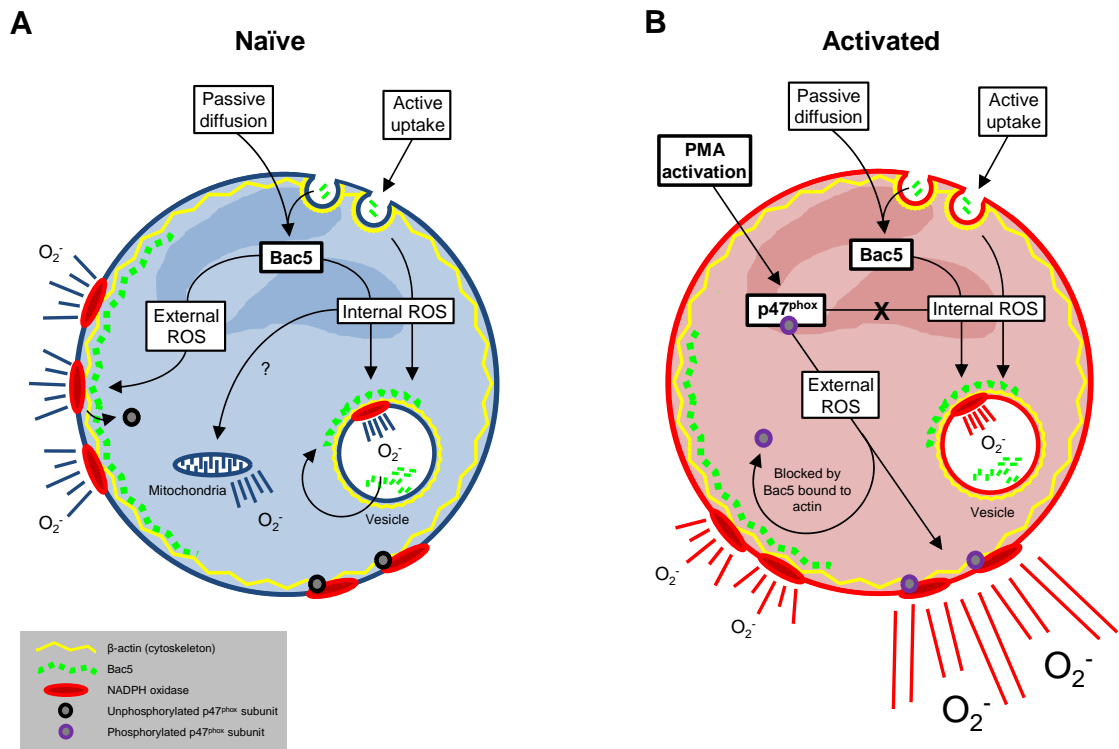 A
Naïve
Passive
diffusion
Active
uptake
O₂⁻
Bac5
External
ROS
Internal ROS
?
O₂⁻
Mitochondria
O₂⁻
O₂⁻
Vesicle
B
Activated
Passive
diffusion
Active
uptake
PMA
activation
Bac5
p47ᵖʰᵒˣ
X
Internal ROS
External
ROS
O₂⁻
Blocked by
Bac5 bound to
actin
Vesicle
O₂⁻
O₂⁻
O₂⁻
O₂⁻
β-actin (cytoskeleton)
Bac5
NADPH oxidase
Unphosphorylated p47ᵖʰᵒˣ subunit
Phosphorylated p47ᵖʰᵒˣ subunit